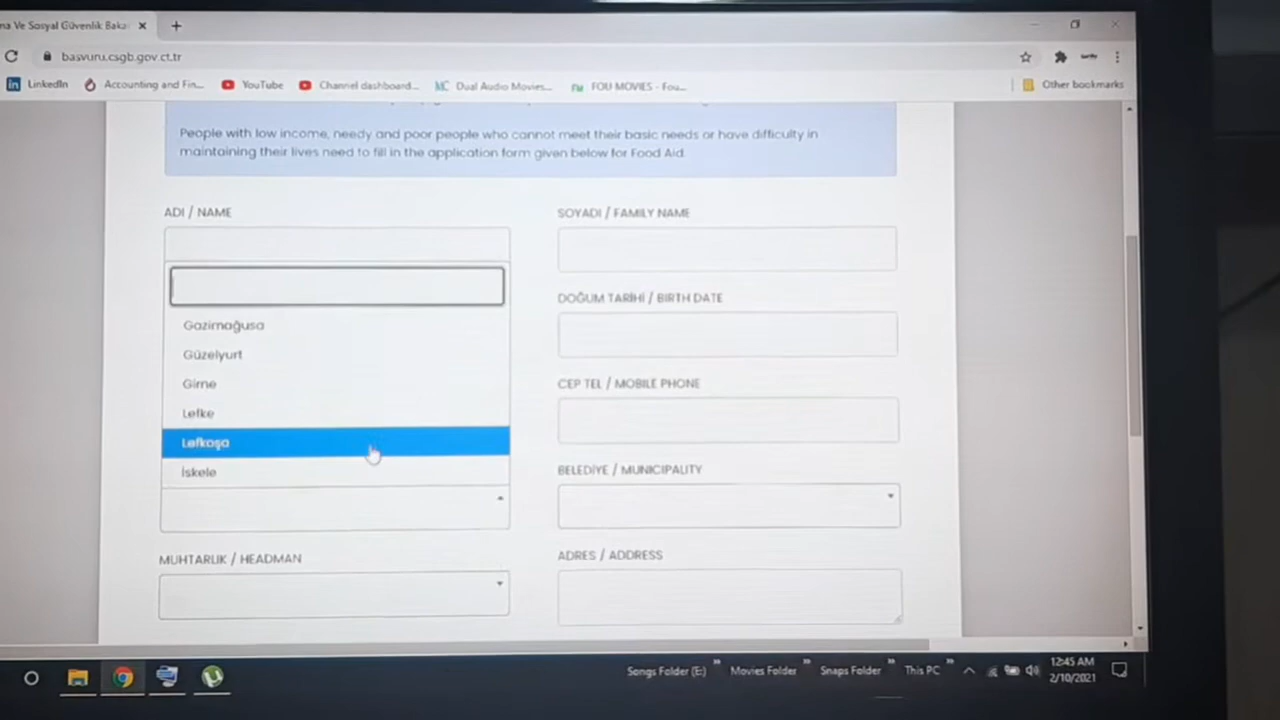 na Ve Sosyal Güvenlik Baka
basvuru.csgb.gov.ct.tr
LinkedIn
Accounting and Fin...
YouTube
Channel dashboard...
Dual Audio Movies...
FOU MOVIES - Fou...
Other bookmarks
People with low income, needy and poor people who cannot meet their basic needs or have difficulty in
maintaining their lives need to fill in the application form given below for Food Aid.
ADI / NAME
SOYADI / FAMILY NAME
DOĞUM TARİHİ / BIRTH DATE
Gazimağusa
Güzelyurt
Girne
CEP TEL / MOBILE PHONE
Lefke
Lefkoşa
İskele
BELEDİYE / MUNICIPALITY
MUHTARLIK / HEADMAN
ADRES / ADDRESS
Songs Folder (E:)
Movies Folder
Snaps Folder
This PC
12:45 AM
2/10/2021